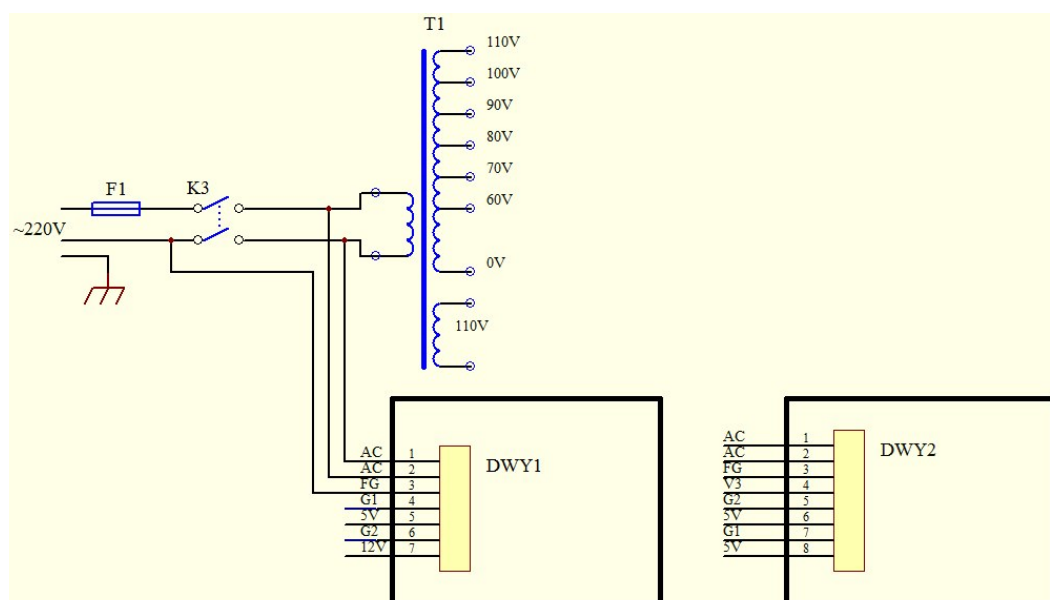 T1
110V
100V
90V
80V
70V
60V
0V
110V
F1
K3
~220V
DWY1
AC 1
AC 2
FG 3
G1 4
5V 5
G2 6
12V 7
DWY2
AC 1
AC 2
FG 3
V3 4
G2 5
5V 6
G1 7
5V 8